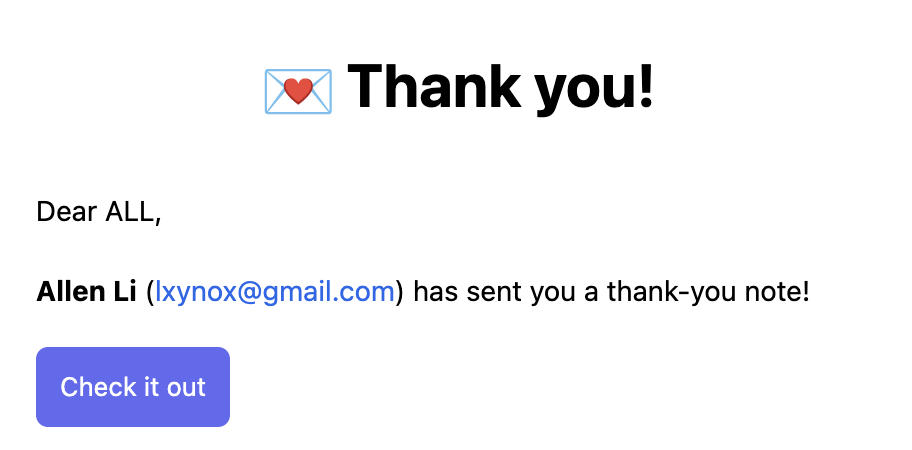 💌 Thank you!
Dear ALL,
Allen Li (lxynox@gmail.com) has sent you a thank-you note!
Check it out